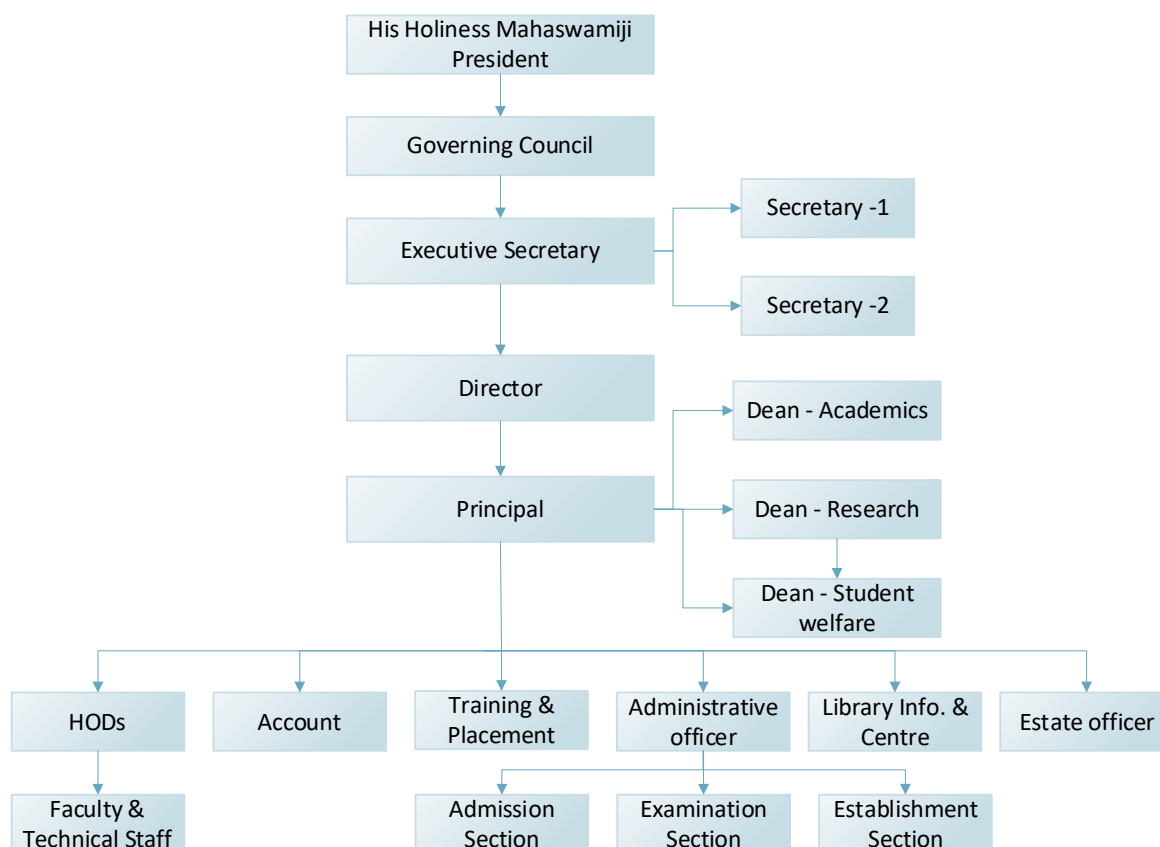 His Holiness Mahaswamiji
President
Governing Council
Executive Secretary
Secretary -1
Secretary -2
Director
Dean - Academics
Principal
Dean - Research
Dean - Student
welfare
HODs
Account
Training &
Placement
Administrative
officer
Library Info. &
Centre
Estate officer
Faculty &
Technical Staff
Admission
Section
Examination
Section
Establishment
Section